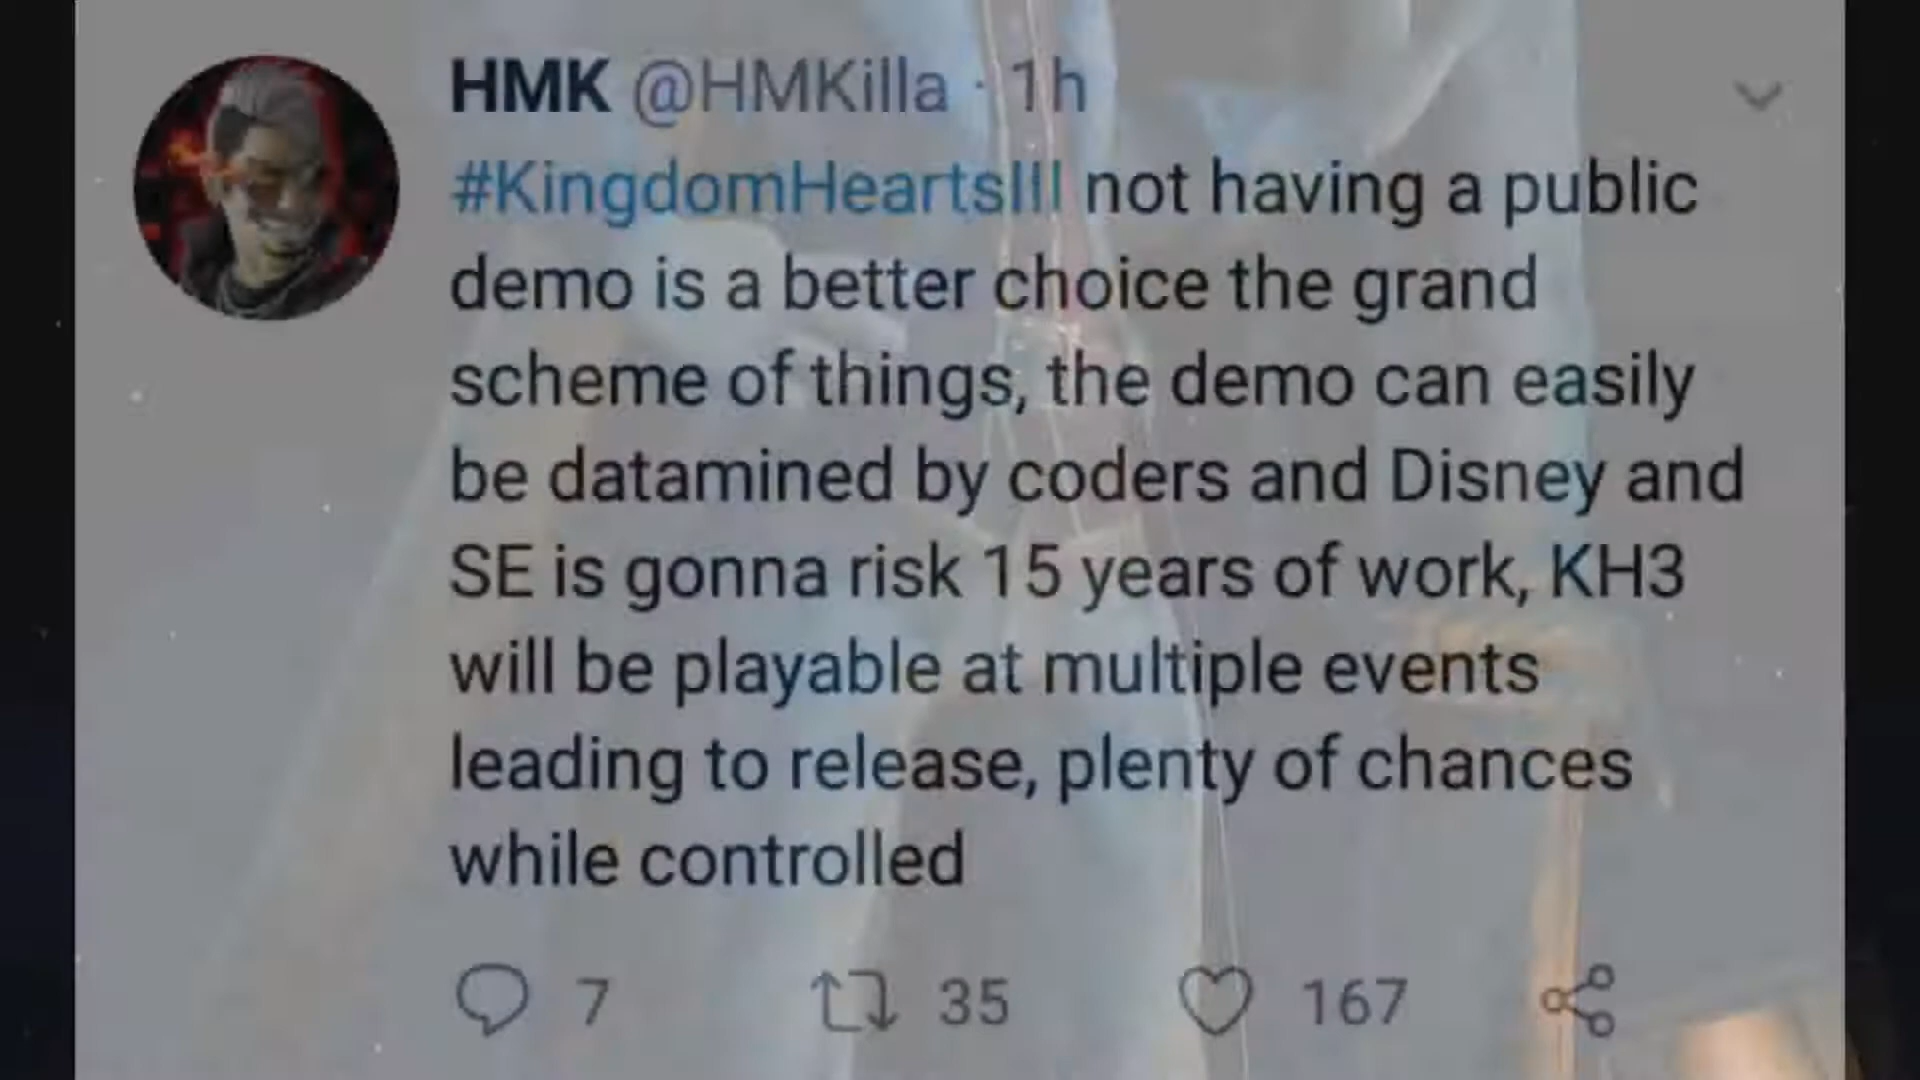 HMK @HMKilla · 1h
#KingdomHeartsIII not having a public
demo is a better choice the grand
scheme of things, the demo can easily
be datamined by coders and Disney and
SE is gonna risk 15 years of work, KH3
will be playable at multiple events
leading to release, plenty of chances
while controlled
7 35 167